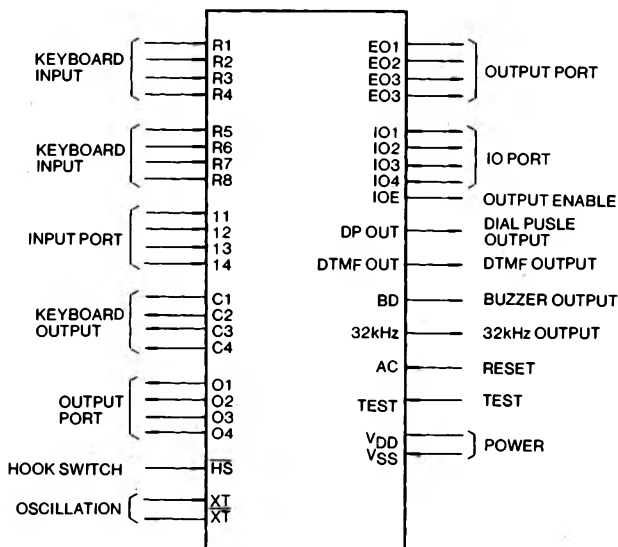 KEYBOARD
INPUT
R1
R2
R3
R4
KEYBOARD
INPUT
R5
R6
R7
R8
INPUT PORT
11
12
13
14
KEYBOARD
OUTPUT
C1
C2
C3
C4
OUTPUT
PORT
O1
O2
O3
O4
HOOK SWITCH
HS
OSCILLATION
XT
XT
EO1
EO2
EO3
EO3
OUTPUT PORT
IO1
IO2
IO3
IO4
IO PORT
IOE
OUTPUT ENABLE
DP OUT
DIAL PUSLE
OUTPUT
DTMF OUT
DTMF OUTPUT
BD
BUZZER OUTPUT
32kHz
32kHz OUTPUT
AC
RESET
TEST
TEST
VDD
VSS
POWER